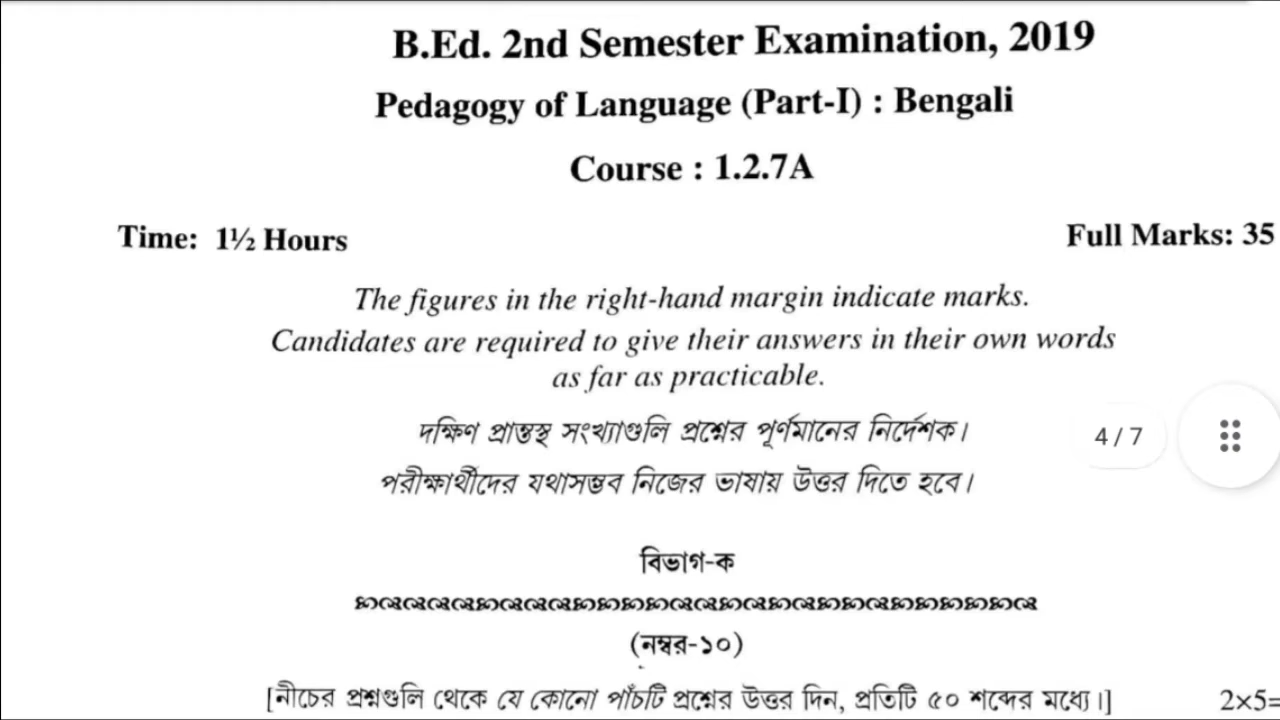 B.Ed. 2nd Semester Examination, 2019
Pedagogy of Language (Part-I) : Bengali
Course : 1.2.7A
Time: 1½ Hours Full Marks: 35
The figures in the right-hand margin indicate marks.
Candidates are required to give their answers in their own words
as far as practicable.
দক্ষিণ প্রান্তস্থ সংখ্যাগুলি প্রশ্নের পূর্ণমানের নির্দেশক।
4 / 7
পরীক্ষার্থীদের যথাসম্ভব নিজের ভাষায় উত্তর দিতে হবে।
বিভাগ-ক
(নম্বর-১০)
[নীচের প্রশ্নগুলি থেকে যে কোনো পাঁচটি প্রশ্নের উত্তর দিন, প্রতিটি ৫০ শব্দের মধ্যে।] 2×5=